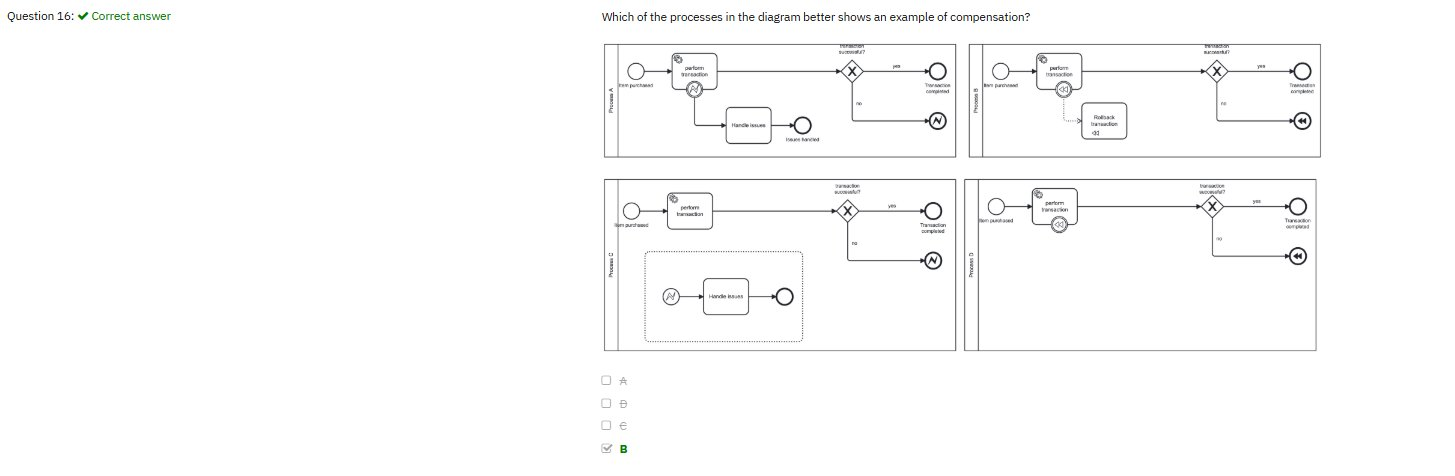 Question 16: ✔ Correct answer
Which of the processes in the diagram better shows an example of compensation?
Process A
Item purchased
perform
transaction
transaction
successful?
yes
no
Transaction
completed
Handle issues
Issues handled
Process B
Item purchased
perform
transaction
Rollback
transaction
transaction
successful?
yes
no
Transaction
completed
Process C
Item purchased
perform
transaction
transaction
successful?
yes
no
Transaction
completed
Handle issues
Process D
Item purchased
perform
transaction
transaction
successful?
yes
no
Transaction
completed
A
D
C
B